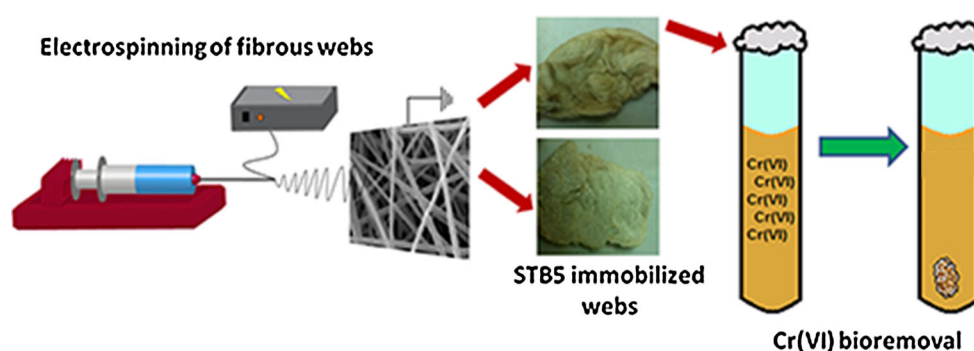 Electrospinning of fibrous webs
STB5 immobilized
webs
Cr(VI)
Cr(VI)
Cr(VI)
Cr(VI)
Cr(VI)
Cr(VI) bioremoval